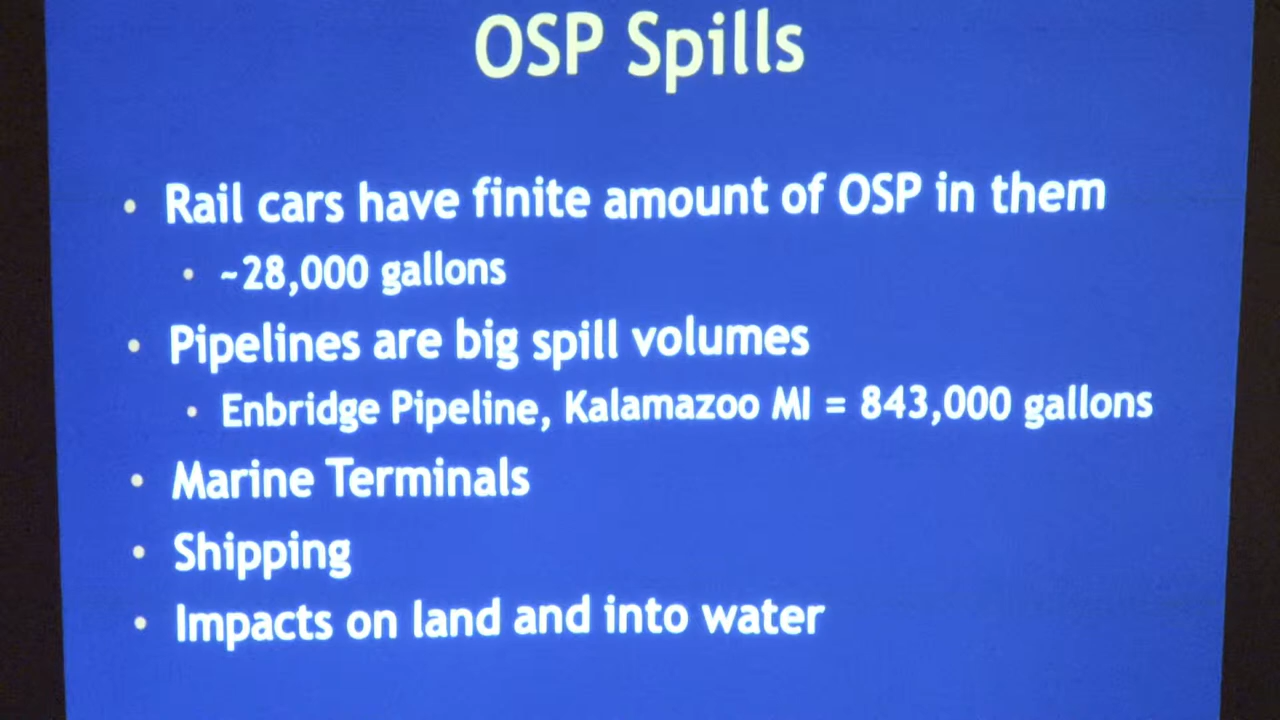 OSP Spills
• Rail cars have finite amount of OSP in them
• ~28,000 gallons
• Pipelines are big spill volumes
• Enbridge Pipeline, Kalamazoo MI = 843,000 gallons
• Marine Terminals
• Shipping
• Impacts on land and into water